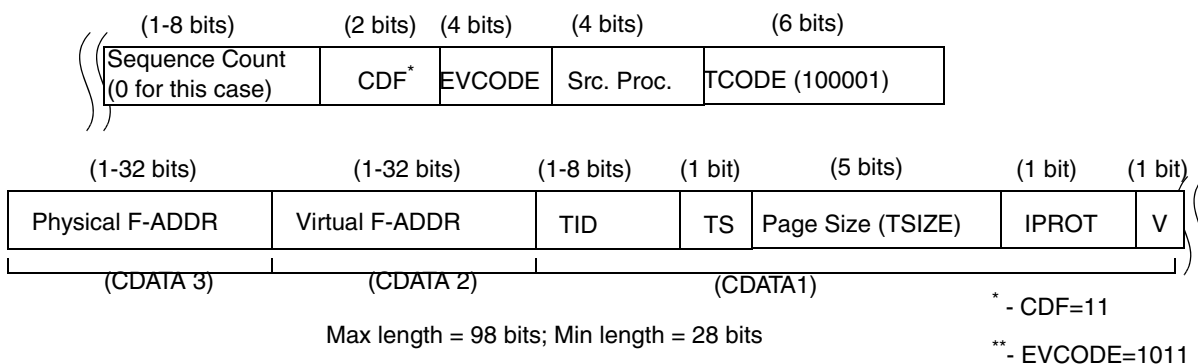 (1-8 bits) (2 bits) (4 bits) (4 bits) (6 bits)
Sequence Count
(0 for this case) CDF* EVCODE Src. Proc. TCODE (100001)
(1-32 bits) (1-32 bits) (1-8 bits) (1 bit) (5 bits) (1 bit) (1 bit)
Physical F-ADDR Virtual F-ADDR TID TS Page Size (TSIZE) IPROT V
(CDATA 3) (CDATA 2) (CDATA1)
* - CDF=11
Max length = 98 bits; Min length = 28 bits
**- EVCODE=1011